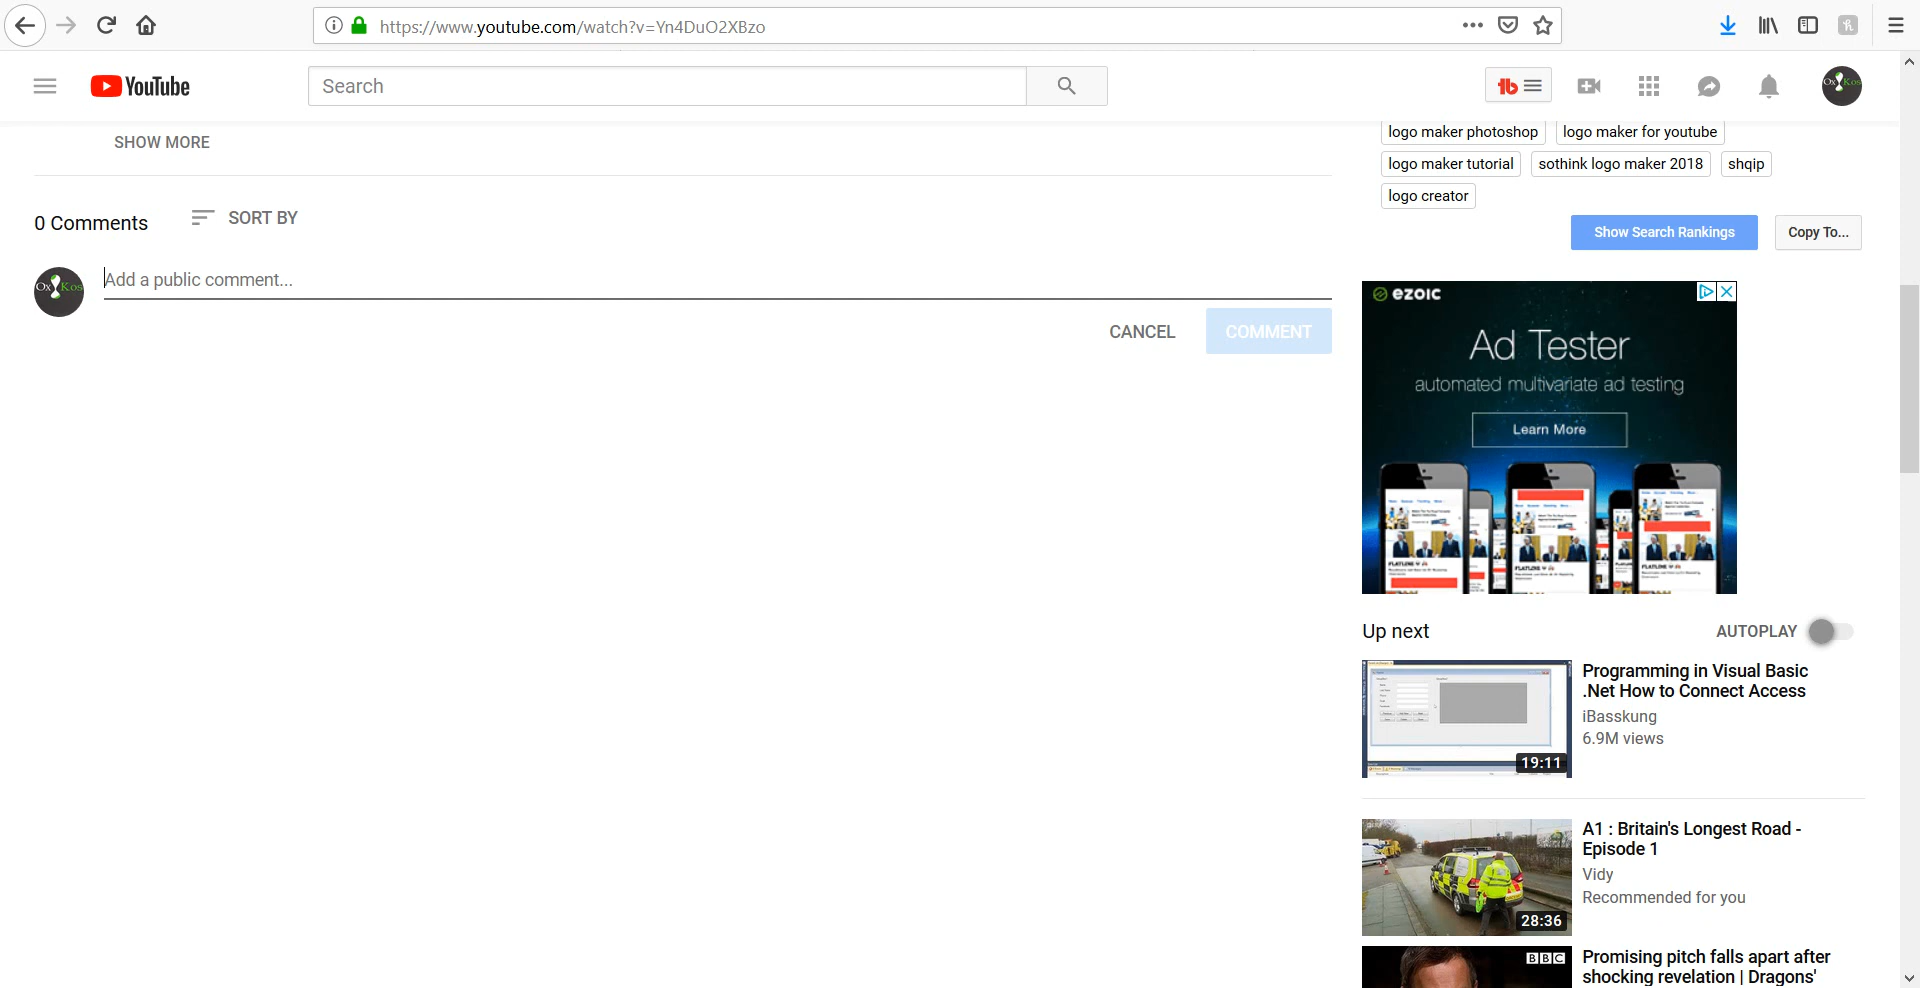 https://www.youtube.com/watch?v=Yn4DuO2XBzo
YouTube
Search
SHOW MORE
0 Comments
SORT BY
Add a public comment...
CANCEL
COMMENT
logo maker photoshop
logo maker for youtube
logo maker tutorial
sothink logo maker 2018
shqip
logo creator
Show Search Rankings
Copy To...
ezoic
Ad Tester
automated multivariate ad testing
Learn More
Up next
AUTOPLAY
19:11
Programming in Visual Basic
.Net How to Connect Access
iBasskung
6.9M views
28:36
A1 : Britain's Longest Road -
Episode 1
Vidy
Recommended for you
BBC
Promising pitch falls apart after
shocking revelation | Dragons'